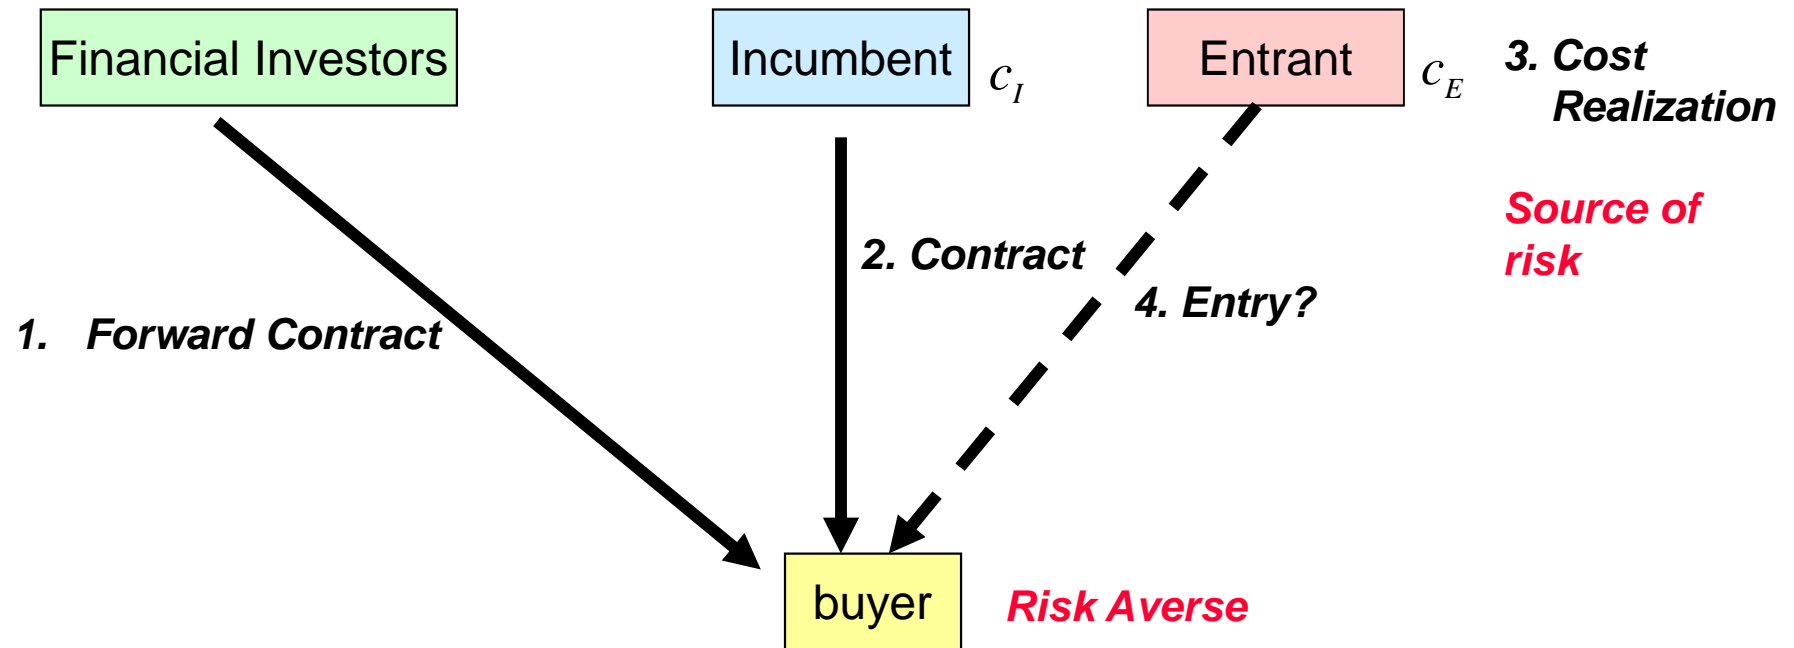 Financial Investors
Incumbent
c_I
Entrant
c_E
3. Cost
Realization
Source of
risk
2. Contract
4. Entry?
1. Forward Contract
buyer
Risk Averse